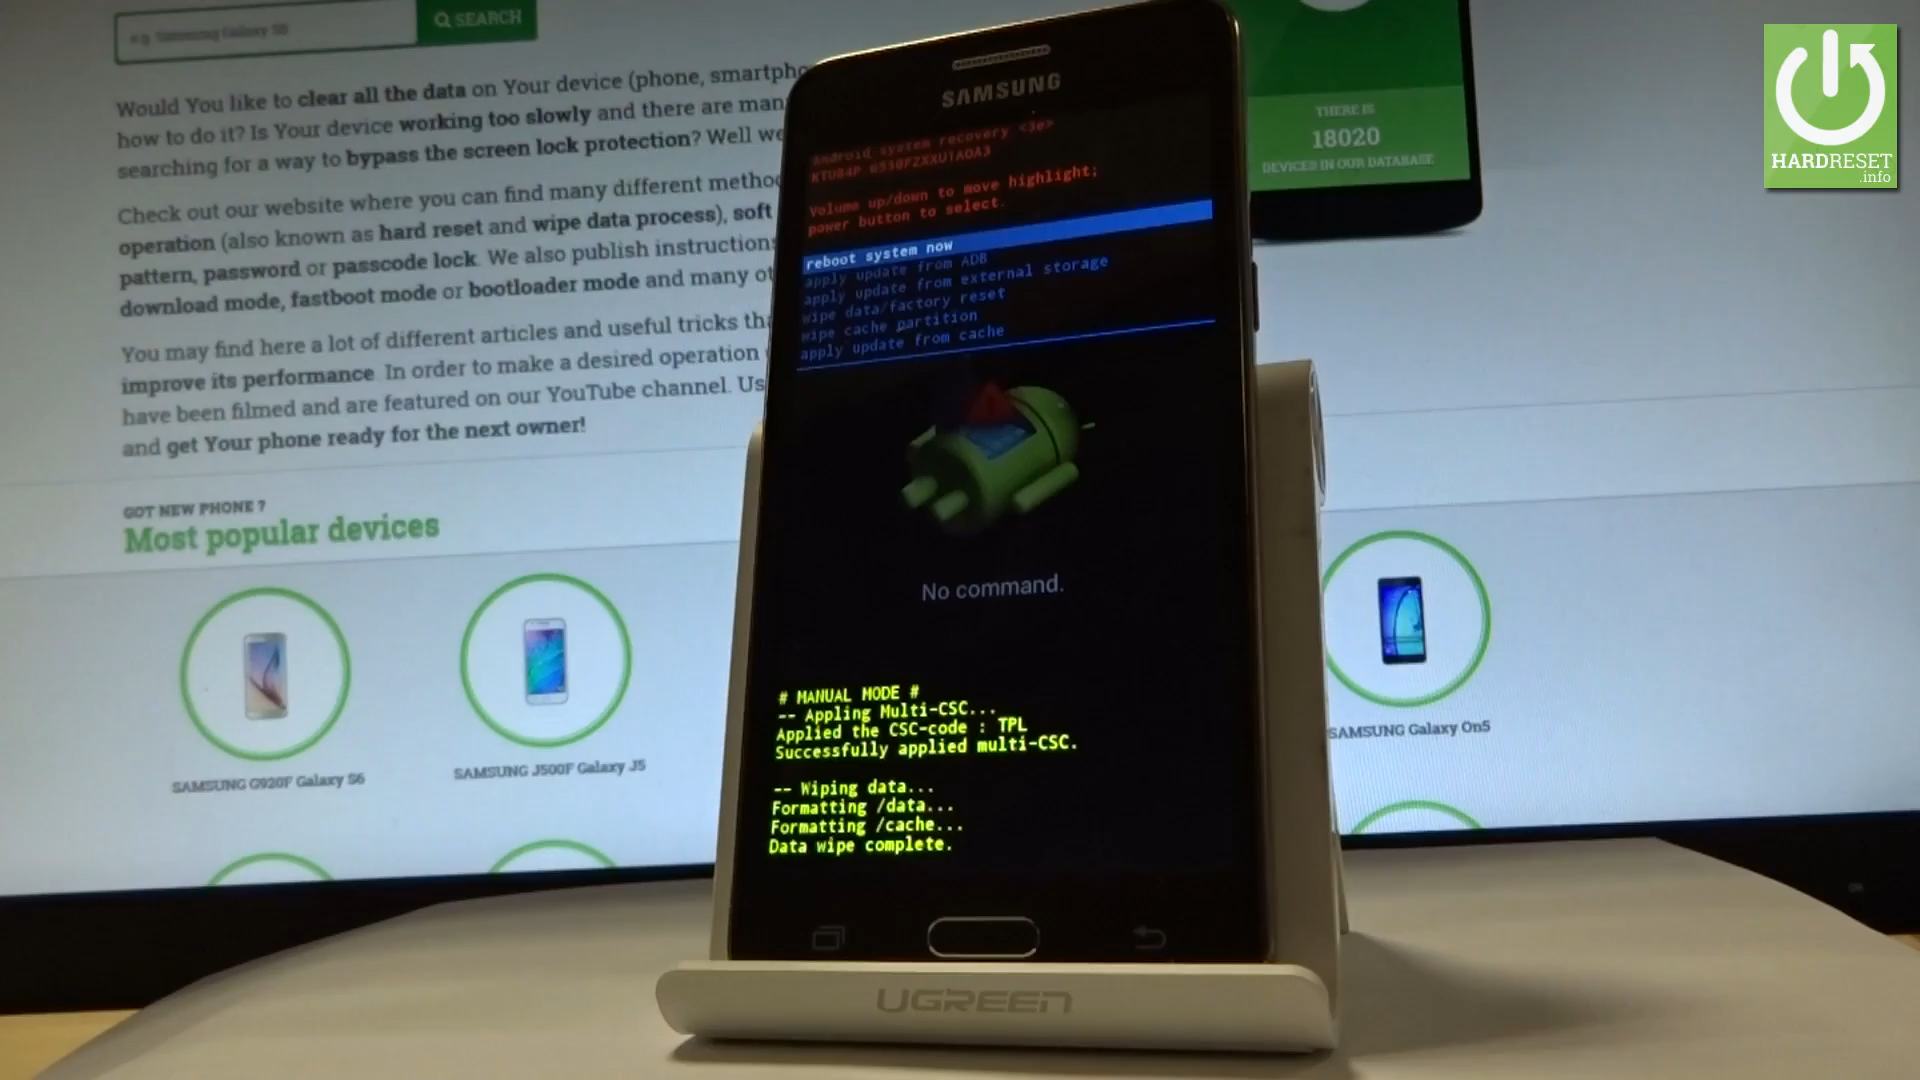 e.g. Samsung Galaxy S6
SEARCH
Would You like to clear all the data on Your device (phone, smartpho
how to do it? Is Your device working too slowly and there are man
searching for a way to bypass the screen lock protection? Well we
Check out our website where you can find many different metho
operation (also known as hard reset and wipe data process), soft
pattern, password or passcode lock. We also publish instructions
download mode, fastboot mode or bootloader mode and many ot
You may find here a lot of different articles and useful tricks tha
improve its performance. In order to make a desired operation
have been filmed and are featured on our YouTube channel. Us
and get Your phone ready for the next owner!
GOT NEW PHONE ?
Most popular devices
SAMSUNG G920F Galaxy S6
SAMSUNG J500F Galaxy J5
SAMSUNG Galaxy On5
THERE IS
18020
DEVICES IN OUR DATABASE
HARDRESET
.info
SAMSUNG
Android system recovery <3e>
Volume up/down to move highlight;
power button to select.
reboot system now
apply update from ADB
apply update from external storage
wipe data/factory reset
wipe cache partition
apply update from cache
No command.
# MANUAL MODE #
-- Appling Multi-CSC...
Applied the CSC-code : TPL
Successfully applied multi-CSC.
-- Wiping data...
Formatting /data...
Formatting /cache...
Data wipe complete.
UGREEN